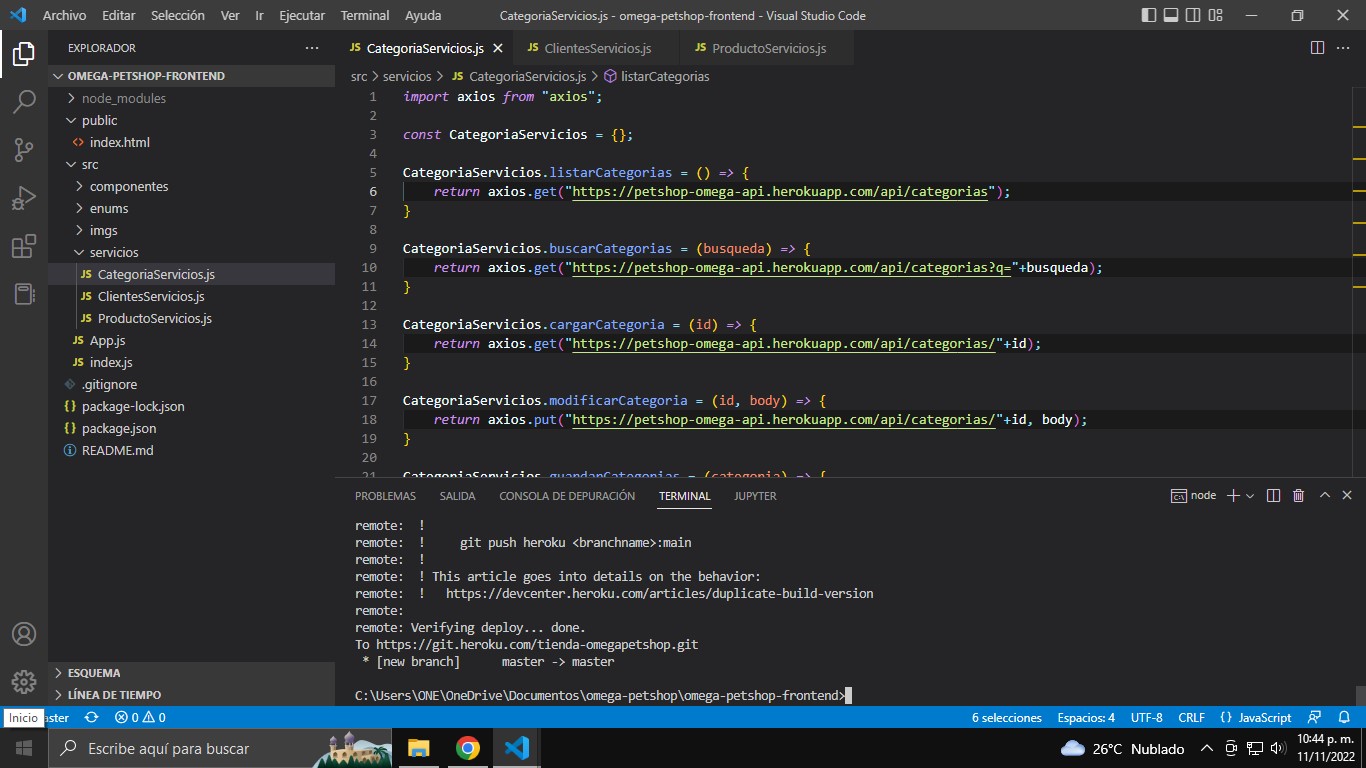 Archivo Editar Selección Ver Ir Ejecutar Terminal Ayuda CategoriaServicios.js - omega-petshop-frontend - Visual Studio Code
EXPLORADOR
OMEGA-PETSHOP-FRONTEND
node_modules
public
index.html
src
componentes
enums
imgs
servicios
JS CategoriaServicios.js
JS ClientesServicios.js
JS ProductoServicios.js
JS App.js
JS index.js
.gitignore
{} package-lock.json
{} package.json
README.md
ESQUEMA
LÍNEA DE TIEMPO
JS CategoriaServicios.js JS ClientesServicios.js JS ProductoServicios.js
src > servicios > JS CategoriaServicios.js > listarCategorias
1 import axios from "axios";
2
3 const CategoriaServicios = {};
4
5 CategoriaServicios.listarCategorias = () => {
6 return axios.get("https://petshop-omega-api.herokuapp.com/api/categorias");
7 }
8
9 CategoriaServicios.buscarCategorias = (busqueda) => {
10 return axios.get("https://petshop-omega-api.herokuapp.com/api/categorias?q="+busqueda);
11 }
12
13 CategoriaServicios.cargarCategoria = (id) => {
14 return axios.get("https://petshop-omega-api.herokuapp.com/api/categorias/"+id);
15 }
16
17 CategoriaServicios.modificarCategoria = (id, body) => {
18 return axios.put("https://petshop-omega-api.herokuapp.com/api/categorias/"+id, body);
19 }
20
21 CategoriaServicios.guardarCategorias = (categoria) => {
PROBLEMAS SALIDA CONSOLA DE DEPURACIÓN TERMINAL JUPYTER node
remote: !
remote: ! git push heroku <branchname>:main
remote: !
remote: ! This article goes into details on the behavior:
remote: ! https://devcenter.heroku.com/articles/duplicate-build-version
remote:
remote: Verifying deploy... done.
To https://git.heroku.com/tienda-omegapetshop.git
* [new branch] master -> master
C:\Users\ONE\OneDrive\Documentos\omega-petshop\omega-petshop-frontend>
Inicio aster 0 0 6 selecciones Espacios: 4 UTF-8 CRLF {} JavaScript
Escribe aquí para buscar 26°C Nublado 10:44 p. m.
11/11/2022